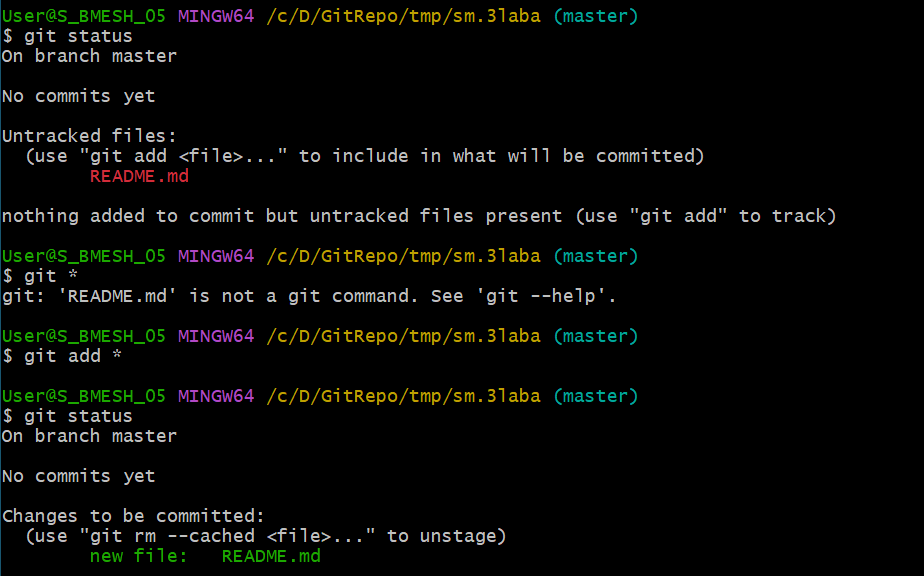 User@S_BMESH_05 MINGW64 /c/D/GitRepo/tmp/sm.3laba (master)
$ git status
On branch master
No commits yet
Untracked files:
  (use "git add <file>..." to include in what will be committed)
        README.md
nothing added to commit but untracked files present (use "git add" to track)
User@S_BMESH_05 MINGW64 /c/D/GitRepo/tmp/sm.3laba (master)
$ git *
git: 'README.md' is not a git command. See 'git --help'.
User@S_BMESH_05 MINGW64 /c/D/GitRepo/tmp/sm.3laba (master)
$ git add *
User@S_BMESH_05 MINGW64 /c/D/GitRepo/tmp/sm.3laba (master)
$ git status
On branch master
No commits yet
Changes to be committed:
  (use "git rm --cached <file>..." to unstage)
        new file:   README.md